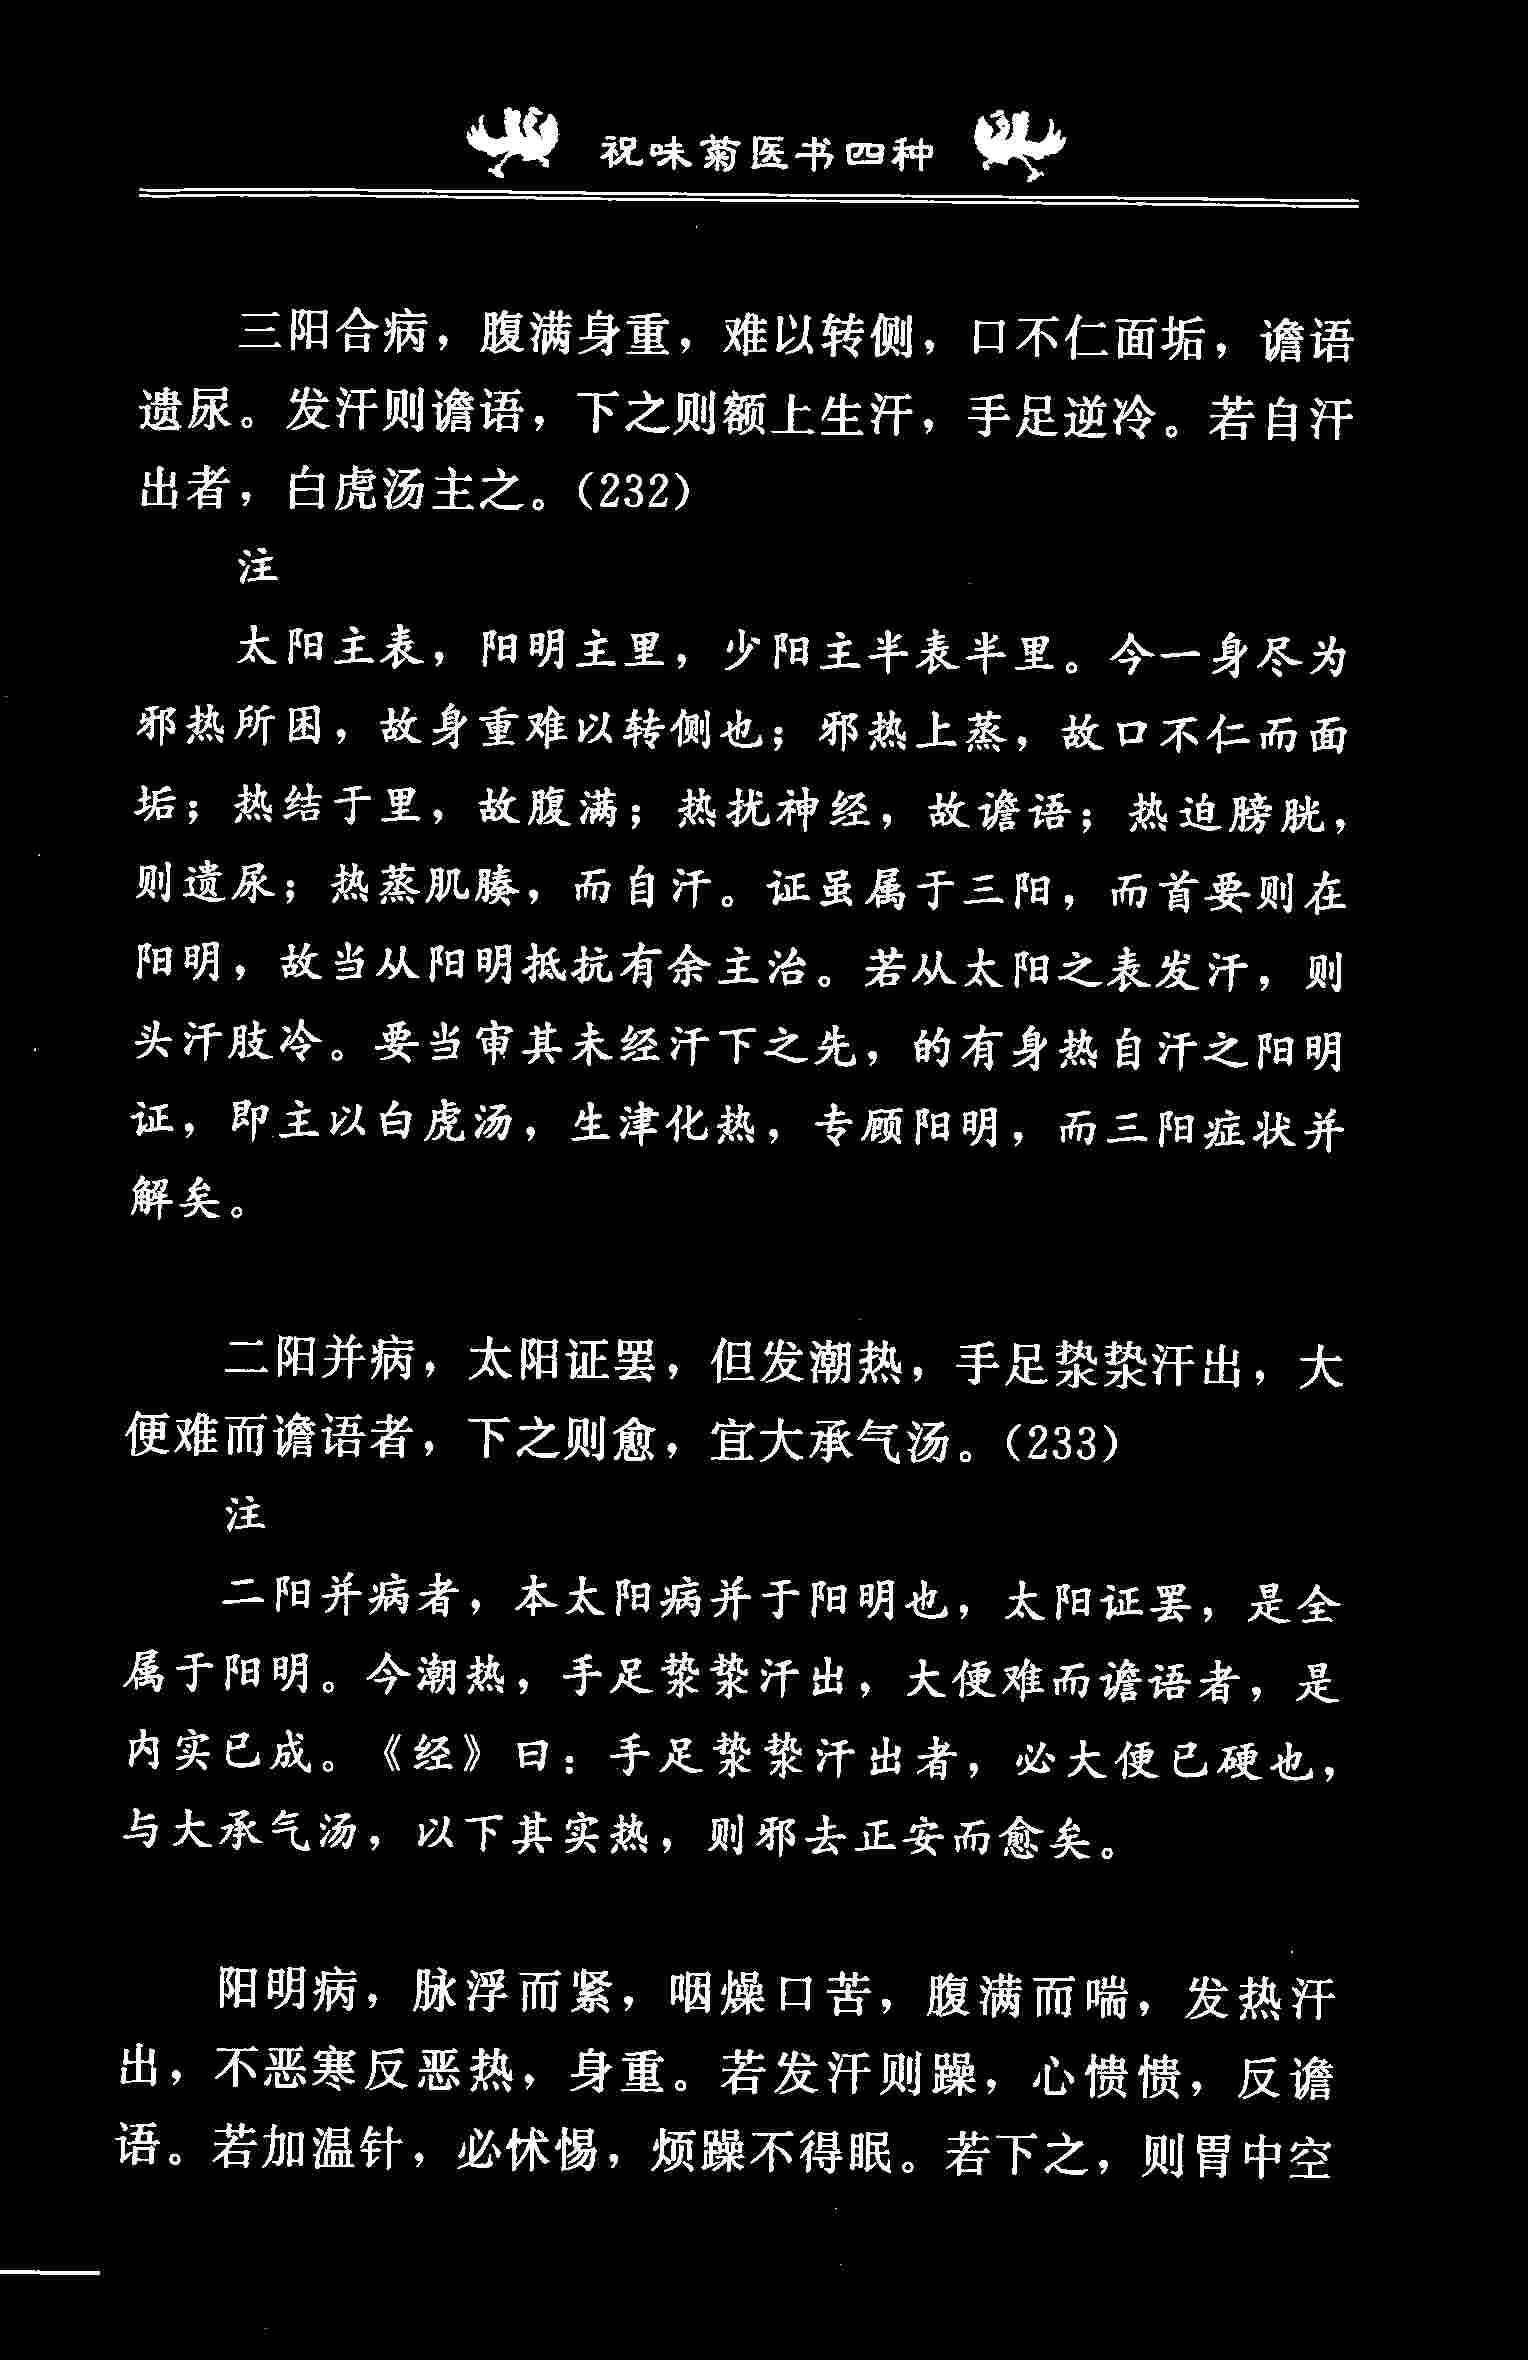 祝味菊医书四种
三阳合病，腹满身重，难以转侧，口不仁面垢，谵语
遗尿。发汗则谵语，下之则额上生汗，手足逆冷。若自汗
出者，白虎汤主之。（232）
注
太阳主表，阳明主里，少阳主半表半里。今一身尽为
邪热所困，故身重难以转侧也；邪热上蒸，故口不仁而面
垢；热结于里，故腹满；热扰神经，故谵语；热迫膀胱，
则遗尿；热蒸肌腠，而自汗。证虽属于三阳，而首要则在
阳明，故当从阳明抵抗有余主治。若从太阳之表发汗，则
头汗肢冷。要当审其未经汗下之先，的有身热自汗之阳明
证，即主以白虎汤，生津化热，专顾阳明，而三阳症状并
解矣。
二阳并病，太阳证罢，但发潮热，手足漐漐汗出，大
便难而谵语者，下之则愈，宜大承气汤。（233）
注
二阳并病者，本太阳病并于阳明也，太阳证罢，是全
属于阳明。今潮热，手足漐漐汗出，大便难而谵语者，是
内实已成。《经》曰：手足漐漐汗出者，必大便已硬也，
与大承气汤，以下其实热，则邪去正安而愈矣。
阳明病，脉浮而紧，咽燥口苦，腹满而喘，发热汗
出，不恶寒反恶热，身重。若发汗则躁，心愦愦，反谵
语。若加温针，必怵惕，烦躁不得眠。若下之，则胃中空